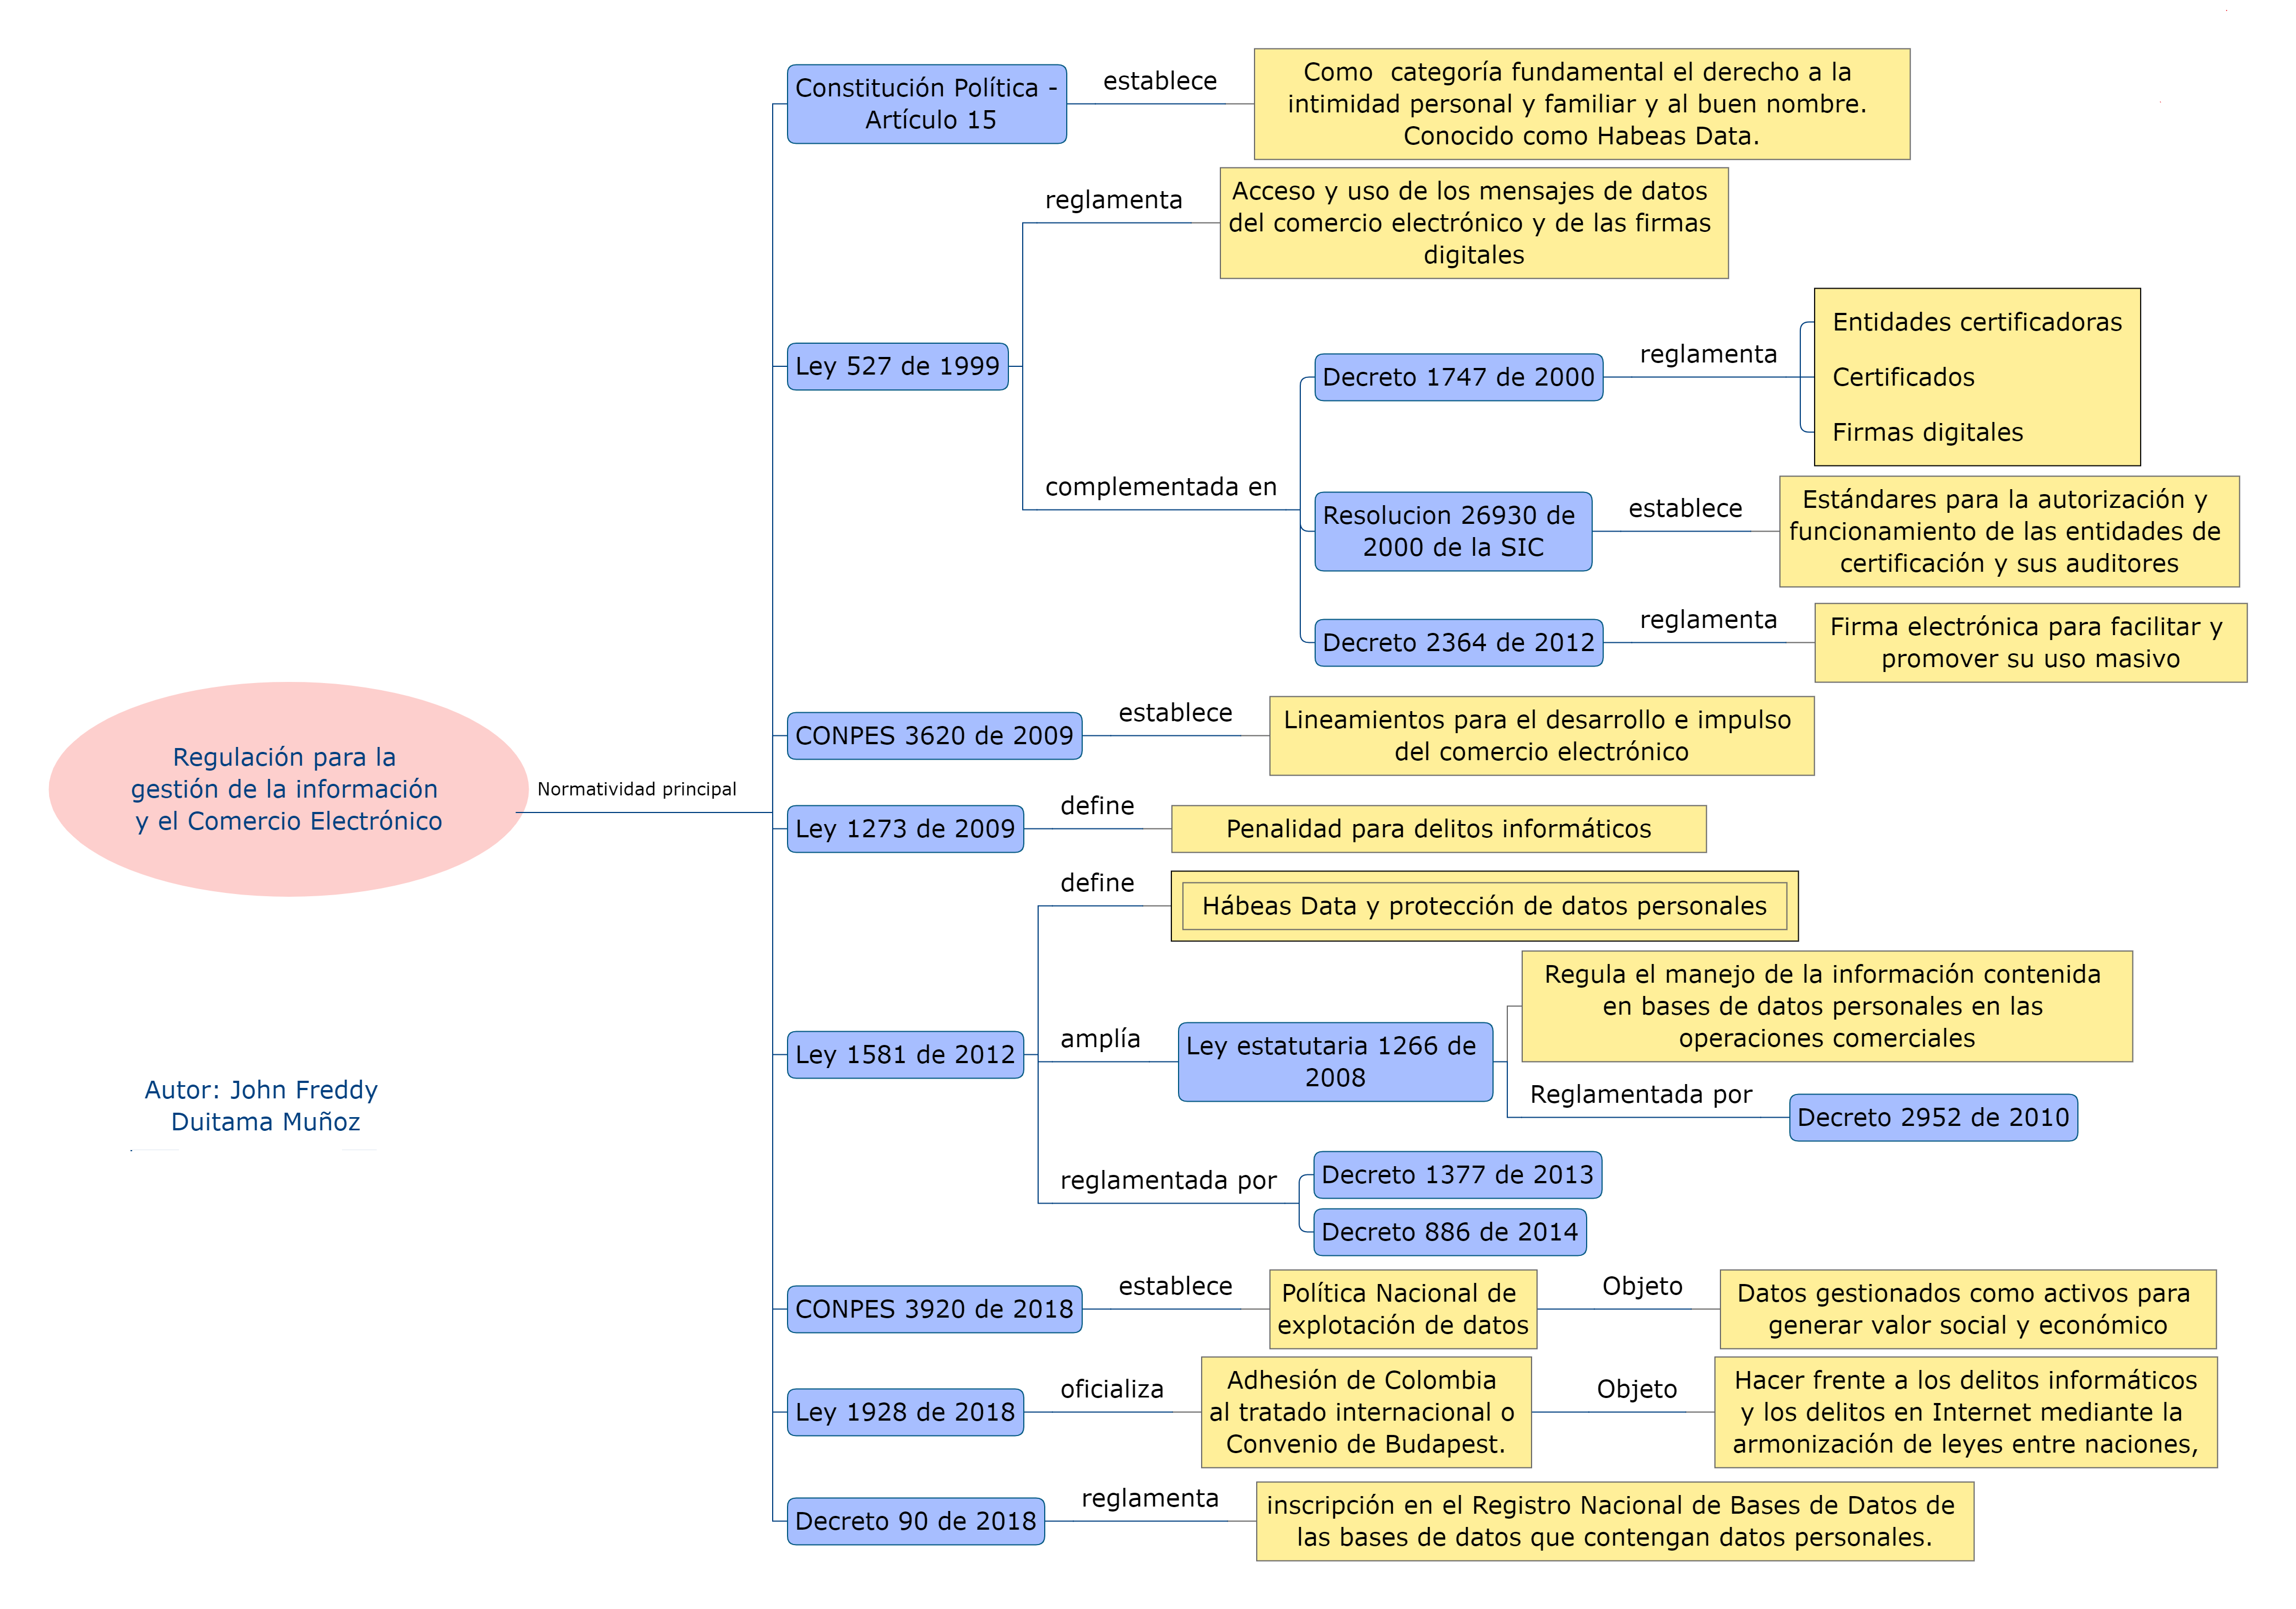 Constitución Política -
Artículo 15
establece
Como categoría fundamental el derecho a la
intimidad personal y familiar y al buen nombre.
Conocido como Habeas Data.
Ley 527 de 1999
reglamenta
Acceso y uso de los mensajes de datos
del comercio electrónico y de las firmas
digitales
complementada en
Decreto 1747 de 2000
reglamenta
Entidades certificadoras
Certificados
Firmas digitales
Resolucion 26930 de
2000 de la SIC
establece
Estándares para la autorización y
funcionamiento de las entidades de
certificación y sus auditores
Decreto 2364 de 2012
reglamenta
Firma electrónica para facilitar y
promover su uso masivo
Regulación para la
gestión de la información
y el Comercio Electrónico
Normatividad principal
CONPES 3620 de 2009
establece
Lineamientos para el desarrollo e impulso
del comercio electrónico
Ley 1273 de 2009
define
Penalidad para delitos informáticos
Ley 1581 de 2012
define
Hábeas Data y protección de datos personales
amplía
Ley estatutaria 1266 de
2008
Regula el manejo de la información contenida
en bases de datos personales en las
operaciones comerciales
Reglamentada por
Decreto 2952 de 2010
reglamentada por
Decreto 1377 de 2013
Decreto 886 de 2014
Autor: John Freddy
Duitama Muñoz
CONPES 3920 de 2018
establece
Política Nacional de
explotación de datos
Objeto
Datos gestionados como activos para
generar valor social y económico
Ley 1928 de 2018
oficializa
Adhesión de Colombia
al tratado internacional o
Convenio de Budapest.
Objeto
Hacer frente a los delitos informáticos
y los delitos en Internet mediante la
armonización de leyes entre naciones,
Decreto 90 de 2018
reglamenta
inscripción en el Registro Nacional de Bases de Datos de
las bases de datos que contengan datos personales.